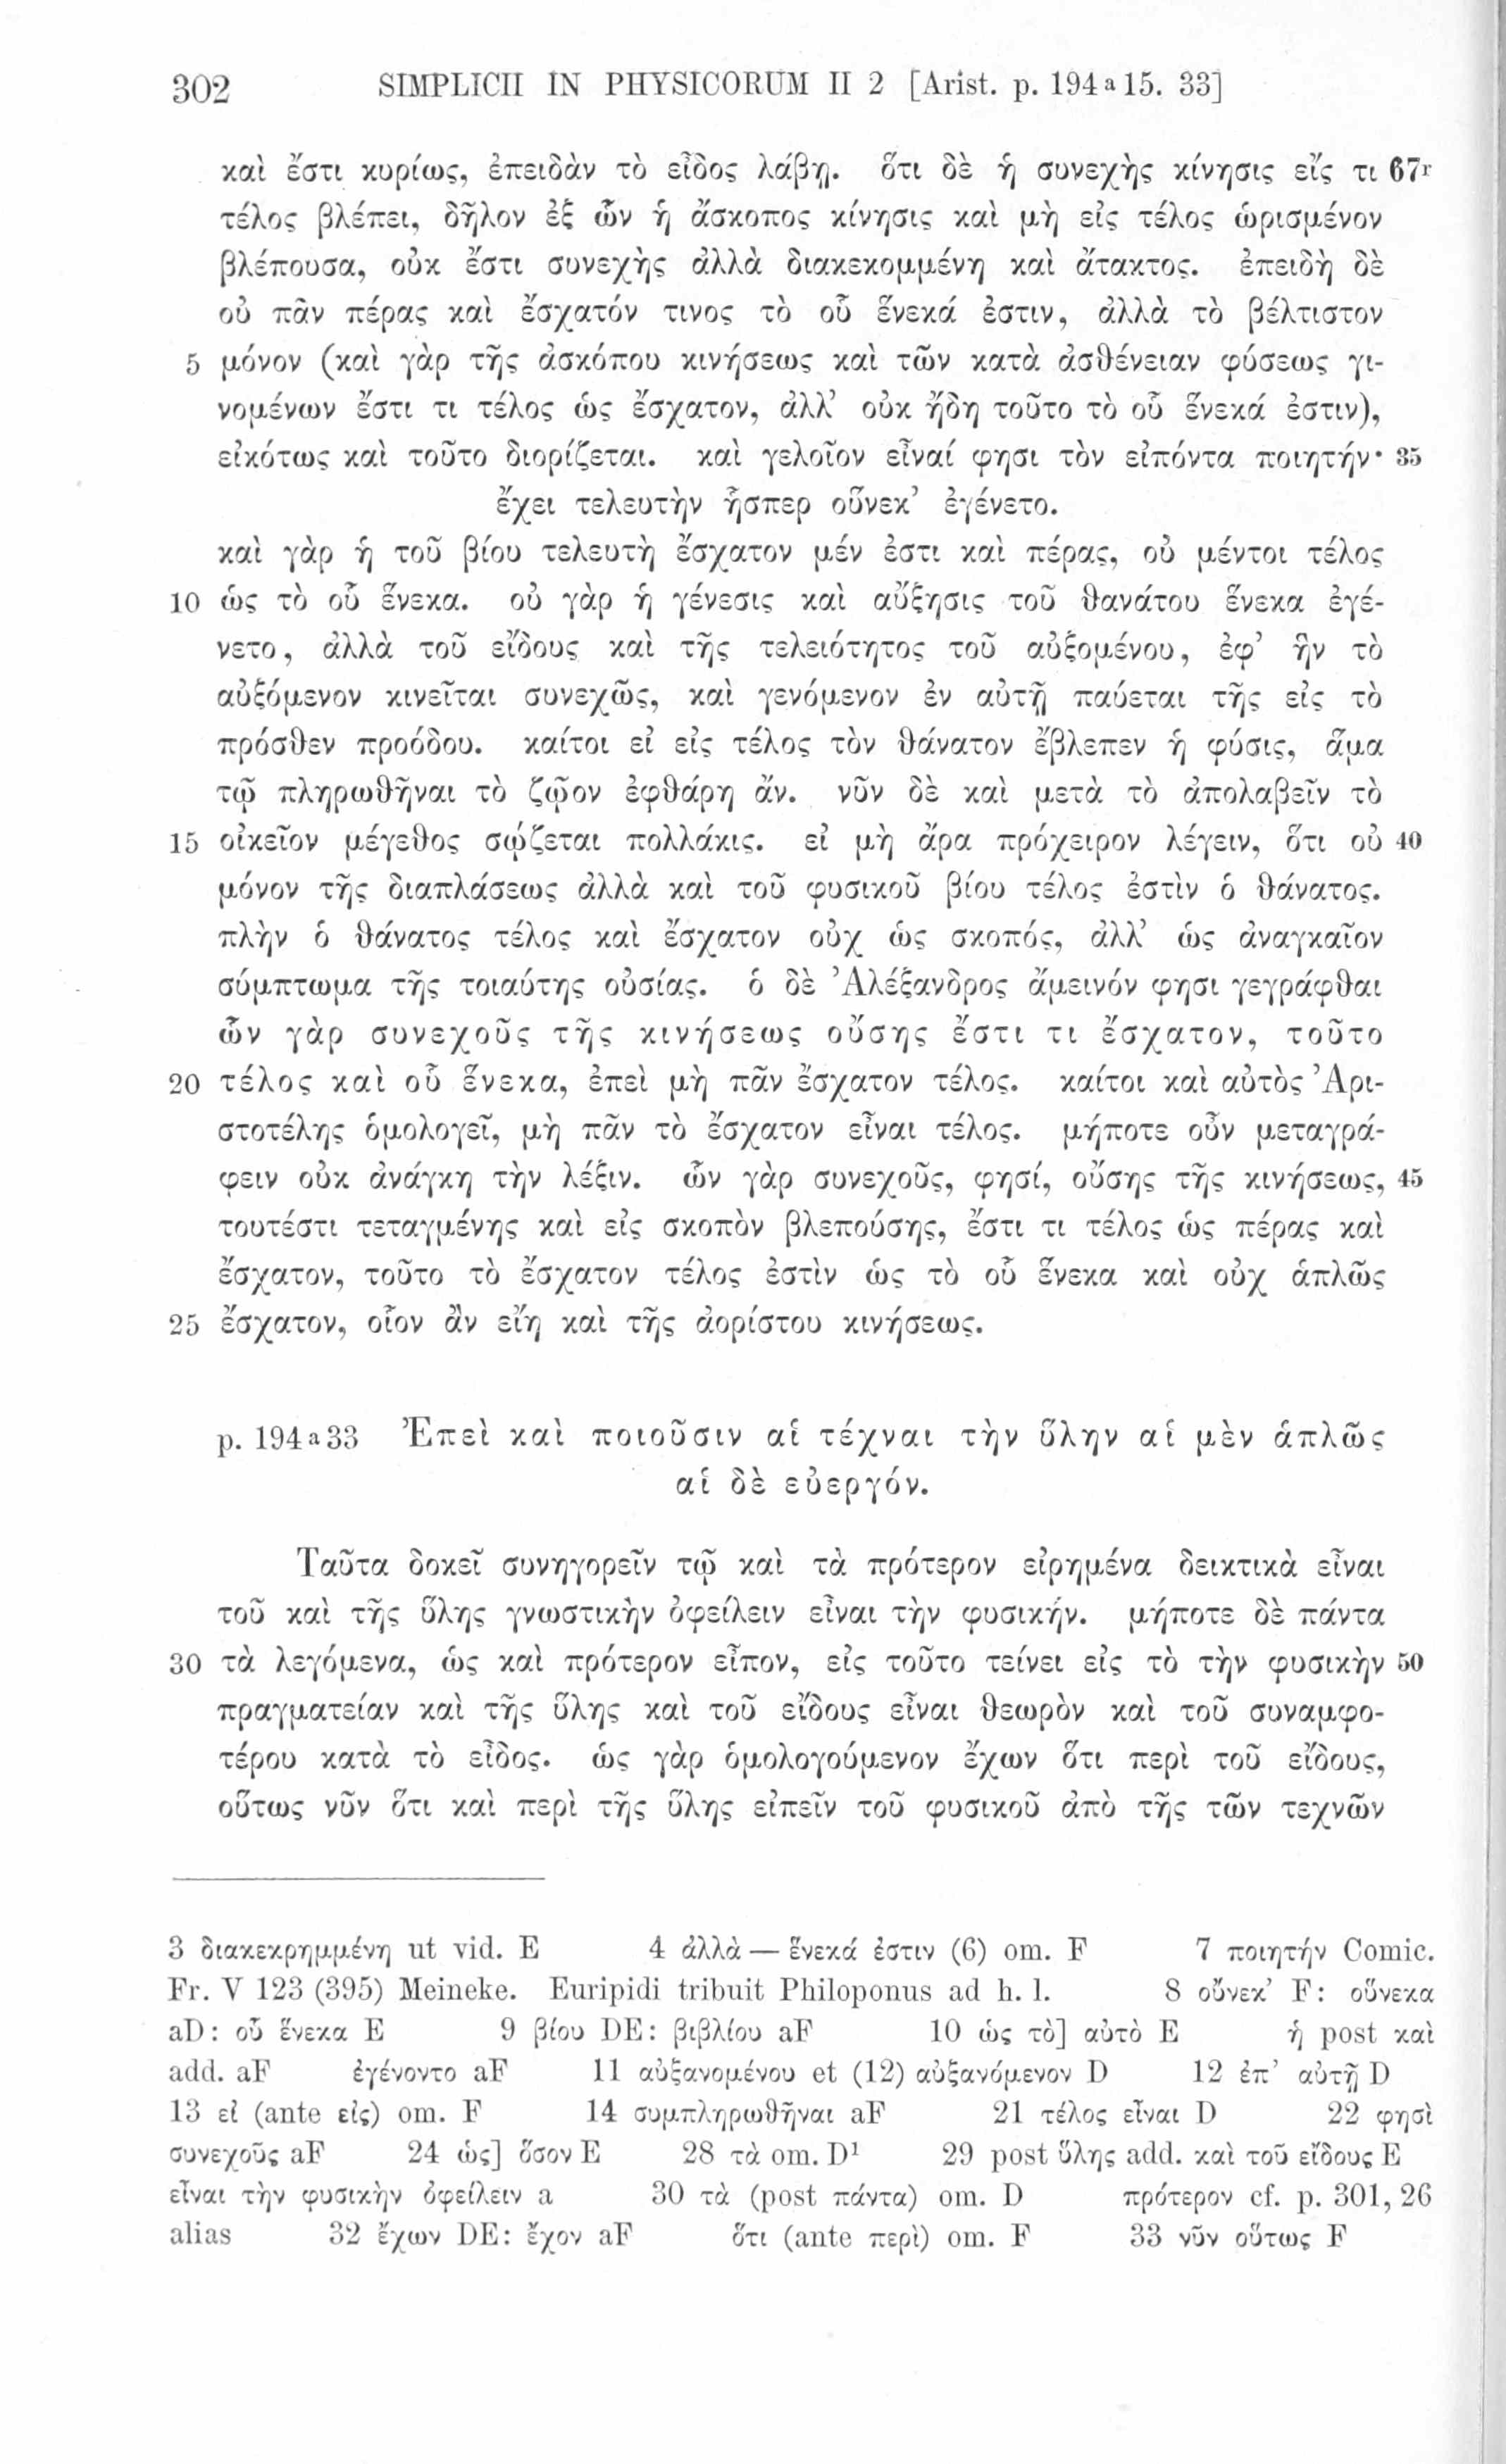 302 SIMPLICII IN PHYSICORUM II 2 [Arist. p. 194 a 15. 33]
καὶ ἔστι κυρίως, ἐπειδὰν τὸ εἶδος λάβῃ. ὅτι δὲ ἡ συνεχὴς κίνησις εἴς τι 67r
τέλος βλέπει, δῆλον ἐξ ὧν ἡ ἄσκοπος κίνησις καὶ μὴ εἰς τέλος ὡρισμένον
βλέπουσα, οὐκ ἔστι συνεχὴς ἀλλὰ διακεκομμένη καὶ ἄτακτος. ἐπειδὴ δὲ
οὐ πᾶν πέρας καὶ ἔσχατόν τινος τὸ οὗ ἕνεκά ἐστιν, ἀλλὰ τὸ βέλτιστον
5 μόνον (καὶ γὰρ τῆς ἀσκόπου κινήσεως καὶ τῶν κατὰ ἀσθένειαν φύσεως γι-
νομένων ἔστι τι τέλος ὡς ἔσχατον, ἀλλ’ οὐκ ἤδη τοῦτο τὸ οὗ ἕνεκά ἐστιν),
εἰκότως καὶ τοῦτο διορίζεται. καὶ γελοῖον εἶναί φησι τὸν εἰπόντα ποιητήν· 35
ἔχει τελευτὴν ἧσπερ οὕνεκ’ ἐγένετο.
καὶ γὰρ ἡ τοῦ βίου τελευτὴ ἔσχατον μέν ἐστι καὶ πέρας, οὐ μέντοι τέλος
10 ὡς τὸ οὗ ἕνεκα. οὐ γὰρ ἡ γένεσις καὶ αὔξησις τοῦ θανάτου ἕνεκα ἐγέ-
νετο, ἀλλὰ τοῦ εἴδους καὶ τῆς τελειότητος τοῦ αὐξομένου, ἐφ’ ἣν τὸ
αὐξόμενον κινεῖται συνεχῶς, καὶ γενόμενον ἐν αὐτῇ παύεται τῆς εἰς τὸ
πρόσθεν προόδου. καίτοι εἰ εἰς τέλος τὸν θάνατον ἔβλεπεν ἡ φύσις, ἅμα
τῷ πληρωθῆναι τὸ ζῷον ἐφθάρη ἄν. νῦν δὲ καὶ μετὰ τὸ ἀπολαβεῖν τὸ
15 οἰκεῖον μέγεθος σῴζεται πολλάκις. εἰ μὴ ἄρα πρόχειρον λέγειν, ὅτι οὐ 40
μόνον τῆς διαπλάσεως ἀλλὰ καὶ τοῦ φυσικοῦ βίου τέλος ἐστὶν ὁ θάνατος.
πλὴν ὁ θάνατος τέλος καὶ ἔσχατον οὐχ ὡς σκοπός, ἀλλ’ ὡς ἀναγκαῖον
σύμπτωμα τῆς τοιαύτης οὐσίας. ὁ δὲ Ἀλέξανδρος ἄμεινόν φησι γεγράφθαι
ὧν γὰρ συνεχοῦς τῆς κινήσεως οὔσης ἔστι τι ἔσχατον, τοῦτο
20 τέλος καὶ οὗ ἕνεκα, ἐπεὶ μὴ πᾶν ἔσχατον τέλος. καίτοι καὶ αὐτὸς Ἀρι-
στοτέλης ὁμολογεῖ, μὴ πᾶν τὸ ἔσχατον εἶναι τέλος. μήποτε οὖν μεταγρά-
φειν οὐκ ἀνάγκη τὴν λέξιν. ὧν γὰρ συνεχοῦς, φησί, οὔσης τῆς κινήσεως, 45
τουτέστι τεταγμένης καὶ εἰς σκοπὸν βλεπούσης, ἔστι τι τέλος ὡς πέρας καὶ
ἔσχατον, τοῦτο τὸ ἔσχατον τέλος ἐστὶν ὡς τὸ οὗ ἕνεκα καὶ οὐχ ἁπλῶς
25 ἔσχατον, οἷον ἂν εἴη καὶ τῆς ἀορίστου κινήσεως.
p. 194 a 33 Ἐπεὶ καὶ ποιοῦσιν αἱ τέχναι τὴν ὕλην αἱ μὲν ἁπλῶς
αἱ δὲ εὐεργόν.
Ταῦτα δοκεῖ συνηγορεῖν τῷ καὶ τὰ πρότερον εἰρημένα δεικτικὰ εἶναι
τοῦ καὶ τῆς ὕλης γνωστικὴν ὀφείλειν εἶναι τὴν φυσικήν. μήποτε δὲ πάντα
30 τὰ λεγόμενα, ὡς καὶ πρότερον εἶπον, εἰς τοῦτο τείνει εἰς τὸ τὴν φυσικὴν 50
πραγματείαν καὶ τῆς ὕλης καὶ τοῦ εἴδους εἶναι θεωρὸν καὶ τοῦ συναμφο-
τέρου κατὰ τὸ εἶδος. ὡς γὰρ ὁμολογούμενον ἔχων ὅτι περὶ τοῦ εἴδους,
οὕτως νῦν ὅτι καὶ περὶ τῆς ὕλης εἰπεῖν τοῦ φυσικοῦ ἀπὸ τῆς τῶν τεχνῶν
3 διακεκρημμένη ut vid. E 4 ἀλλὰ — ἕνεκά ἐστιν (6) om. F 7 ποιητήν Comic.
Fr. V 123 (395) Meineke. Euripidi tribuit Philoponus ad h. l. 8 οὔνεκ’ F: οὕνεκα
aD: οὗ ἕνεκα E 9 βίου DE: βιβλίου aF 10 ὡς τὸ] αὐτὸ E ἡ post καὶ
add. aF ἐγένοντο aF 11 αὐξανομένου et (12) αὐξανόμενον D 12 ἐπ’ αὐτῇ D
13 εἰ (ante εἰς) om. F 14 συμπληρωθῆναι aF 21 τέλος εἶναι D 22 φησὶ
συνεχοῦς aF 24 ὡς] ὅσον E 28 τὰ om. D¹ 29 post ὕλης add. καὶ τοῦ εἴδους E
εἶναι τὴν φυσικὴν ὀφείλειν a 30 τὰ (post πάντα) om. D πρότερον cf. p. 301, 26
alias 32 ἔχων DE: ἔχον aF ὅτι (ante περὶ) om. F 33 νῦν οὕτως F